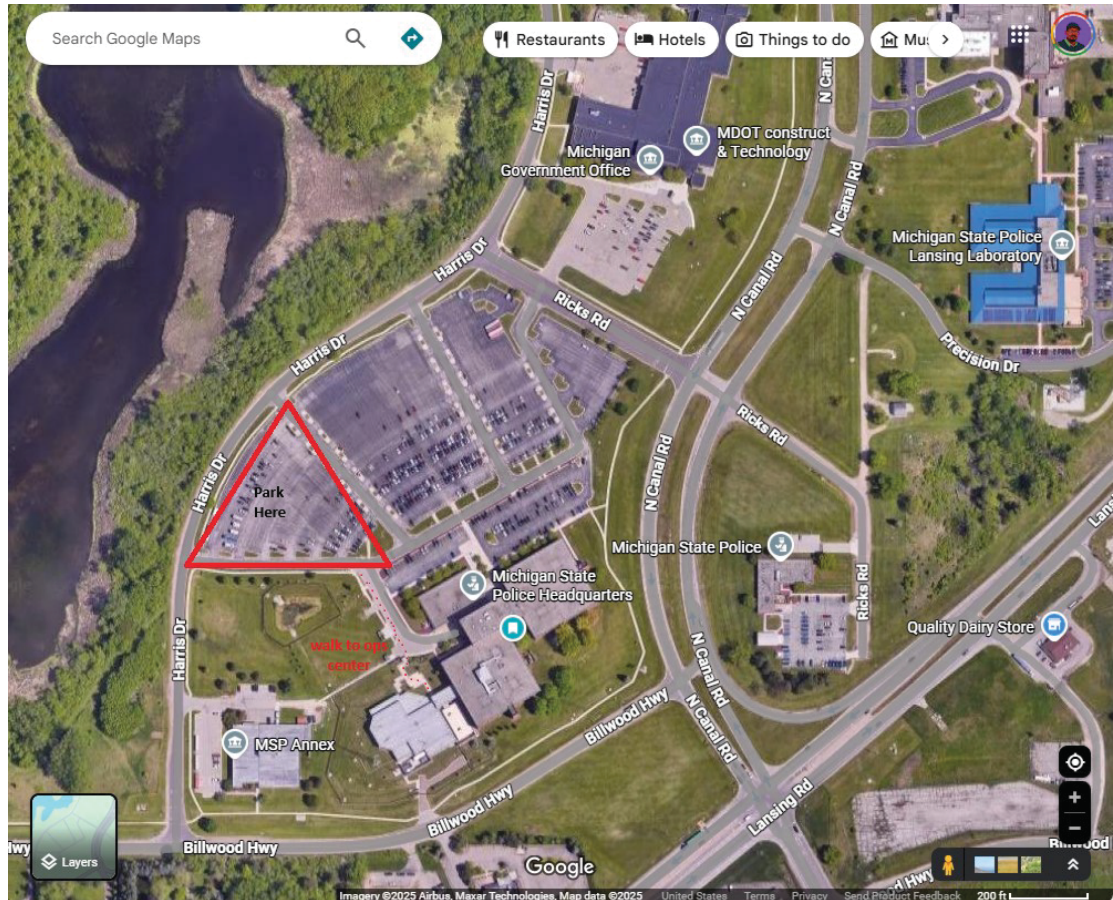 Search Google Maps
Restaurants
Hotels
Things to do
Harris Dr
N Canal Rd
MDOT construct
& Technology
Michigan
Government Office
N Canal Rd
Michigan State Police
Lansing Laboratory
Harris Dr
N Canal Rd
Ricks Rd
Harris Dr
Precision Dr
Ricks Rd
Harris Dr
Park
Here
N Canal Rd
Michigan State Police
Michigan State
Police Headquarters
Ricks Rd
Quality Dairy Store
walk to ops
center
Harris Dr
N Canal Rd
Billwood Hwy
N Canal Rd
MSP Annex
Lansing Rd
Billwood Hwy
Layers
Billwood Hwy
Google
Imagery ©2025 Airbus, Maxar Technologies, Map data ©2025
United States
Terms
Privacy
Send Product Feedback
200 ft